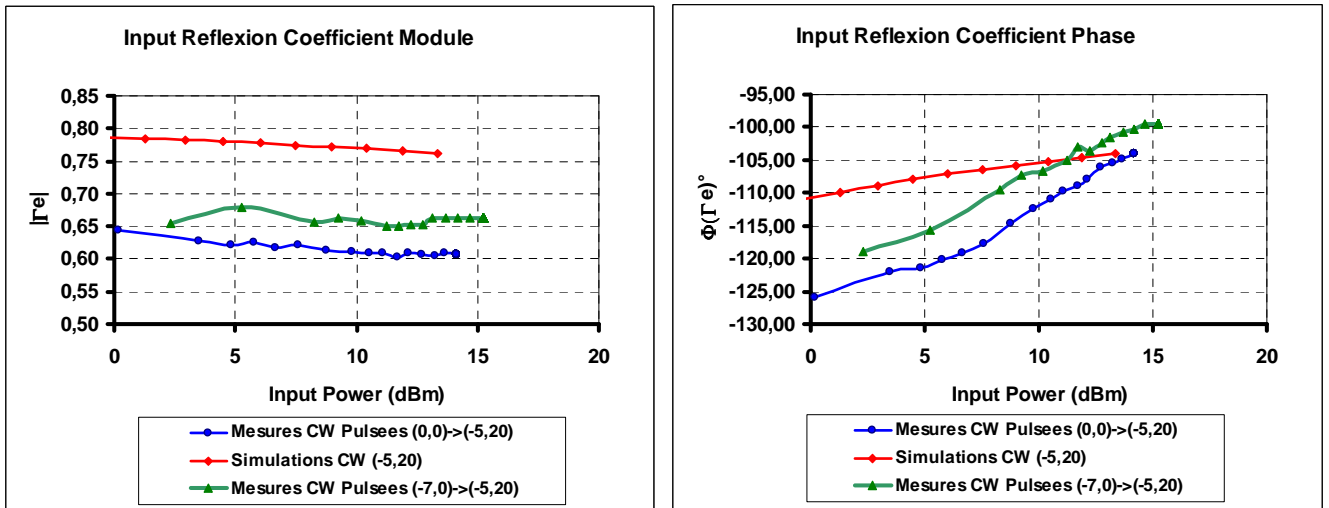 Input Reflexion Coefficient Module
|Γe|
0,85
0,80
0,75
0,70
0,65
0,60
0,55
0,50
0 5 10 15 20
Input Power (dBm)
Mesures CW Pulsees (0,0)->(-5,20)
Simulations CW (-5,20)
Mesures CW Pulsees (-7,0)->(-5,20)
Input Reflexion Coefficient Phase
Φ(Γe)°
-95,00
-100,00
-105,00
-110,00
-115,00
-120,00
-125,00
-130,00
0 5 10 15 20
Input Power (dBm)
Mesures CW Pulsees (0,0)->(-5,20)
Simulations CW (-5,20)
Mesures CW Pulsees (-7,0)->(-5,20)